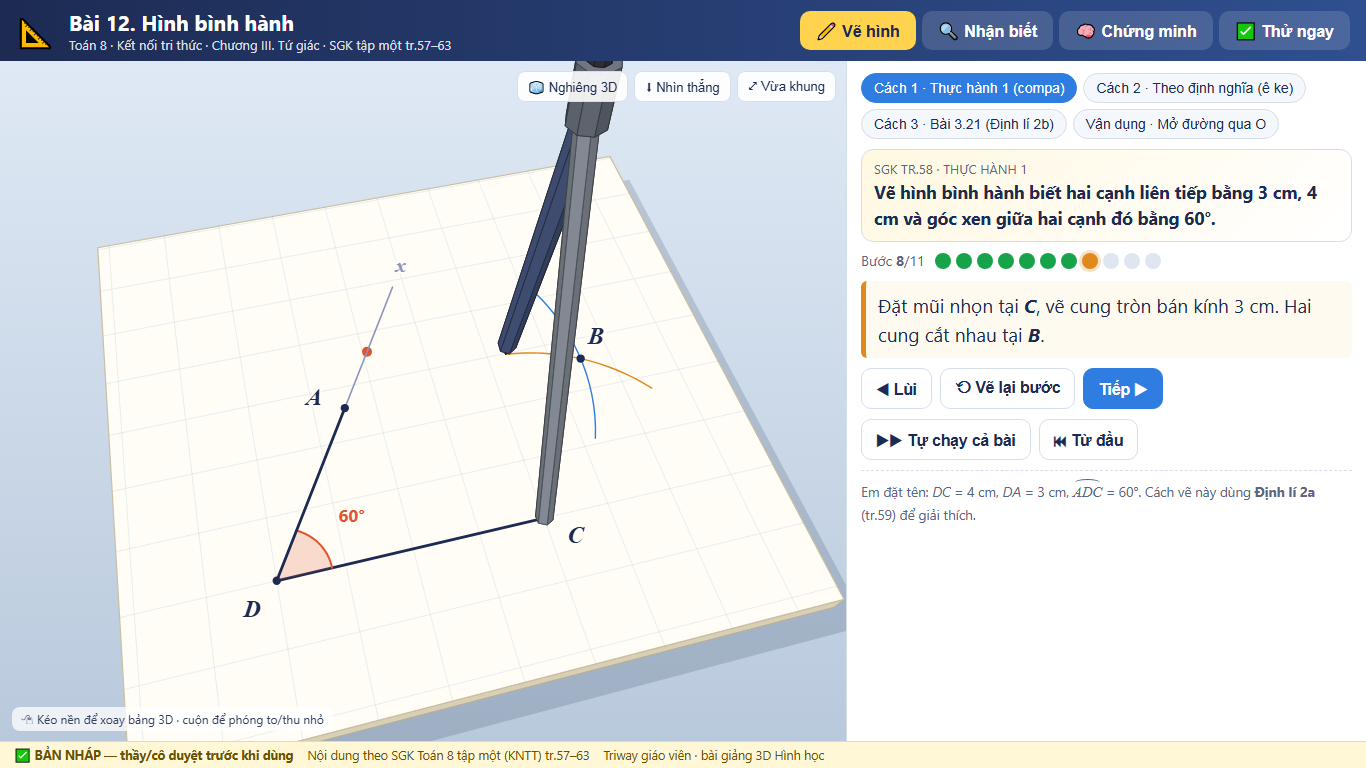 Bài 12. Hình bình hành
Toán 8 · Kết nối tri thức · Chương III. Tứ giác · SGK tập một tr.57–63
Vẽ hình
Nhận biết
Chứng minh
Thử ngay
Nghiêng 3D
⬇ Nhìn thẳng
⤢ Vừa khung
x
B
A
60°
C
D
Kéo nền để xoay bảng 3D · cuộn để phóng to/thu nhỏ
Cách 1 · Thực hành 1 (compa)
Cách 2 · Theo định nghĩa (ê ke)
Cách 3 · Bài 3.21 (Định lí 2b)
Vận dụng · Mở đường qua O
SGK TR.58 · THỰC HÀNH 1
Vẽ hình bình hành biết hai cạnh liên tiếp bằng 3 cm, 4
cm và góc xen giữa hai cạnh đó bằng 60°.
Bước 8/11
Đặt mũi nhọn tại C, vẽ cung tròn bán kính 3 cm. Hai
cung cắt nhau tại B.
◀ Lùi
⟲ Vẽ lại bước
Tiếp ▶
▶▶ Tự chạy cả bài
⏮ Từ đầu
Em đặt tên: DC = 4 cm, DA = 3 cm, ADC = 60°. Cách vẽ này dùng Định lí 2a
(tr.59) để giải thích.
✅ BẢN NHÁP — thầy/cô duyệt trước khi dùng Nội dung theo SGK Toán 8 tập một (KNTT) tr.57–63 Triway giáo viên · bài giảng 3D Hình học